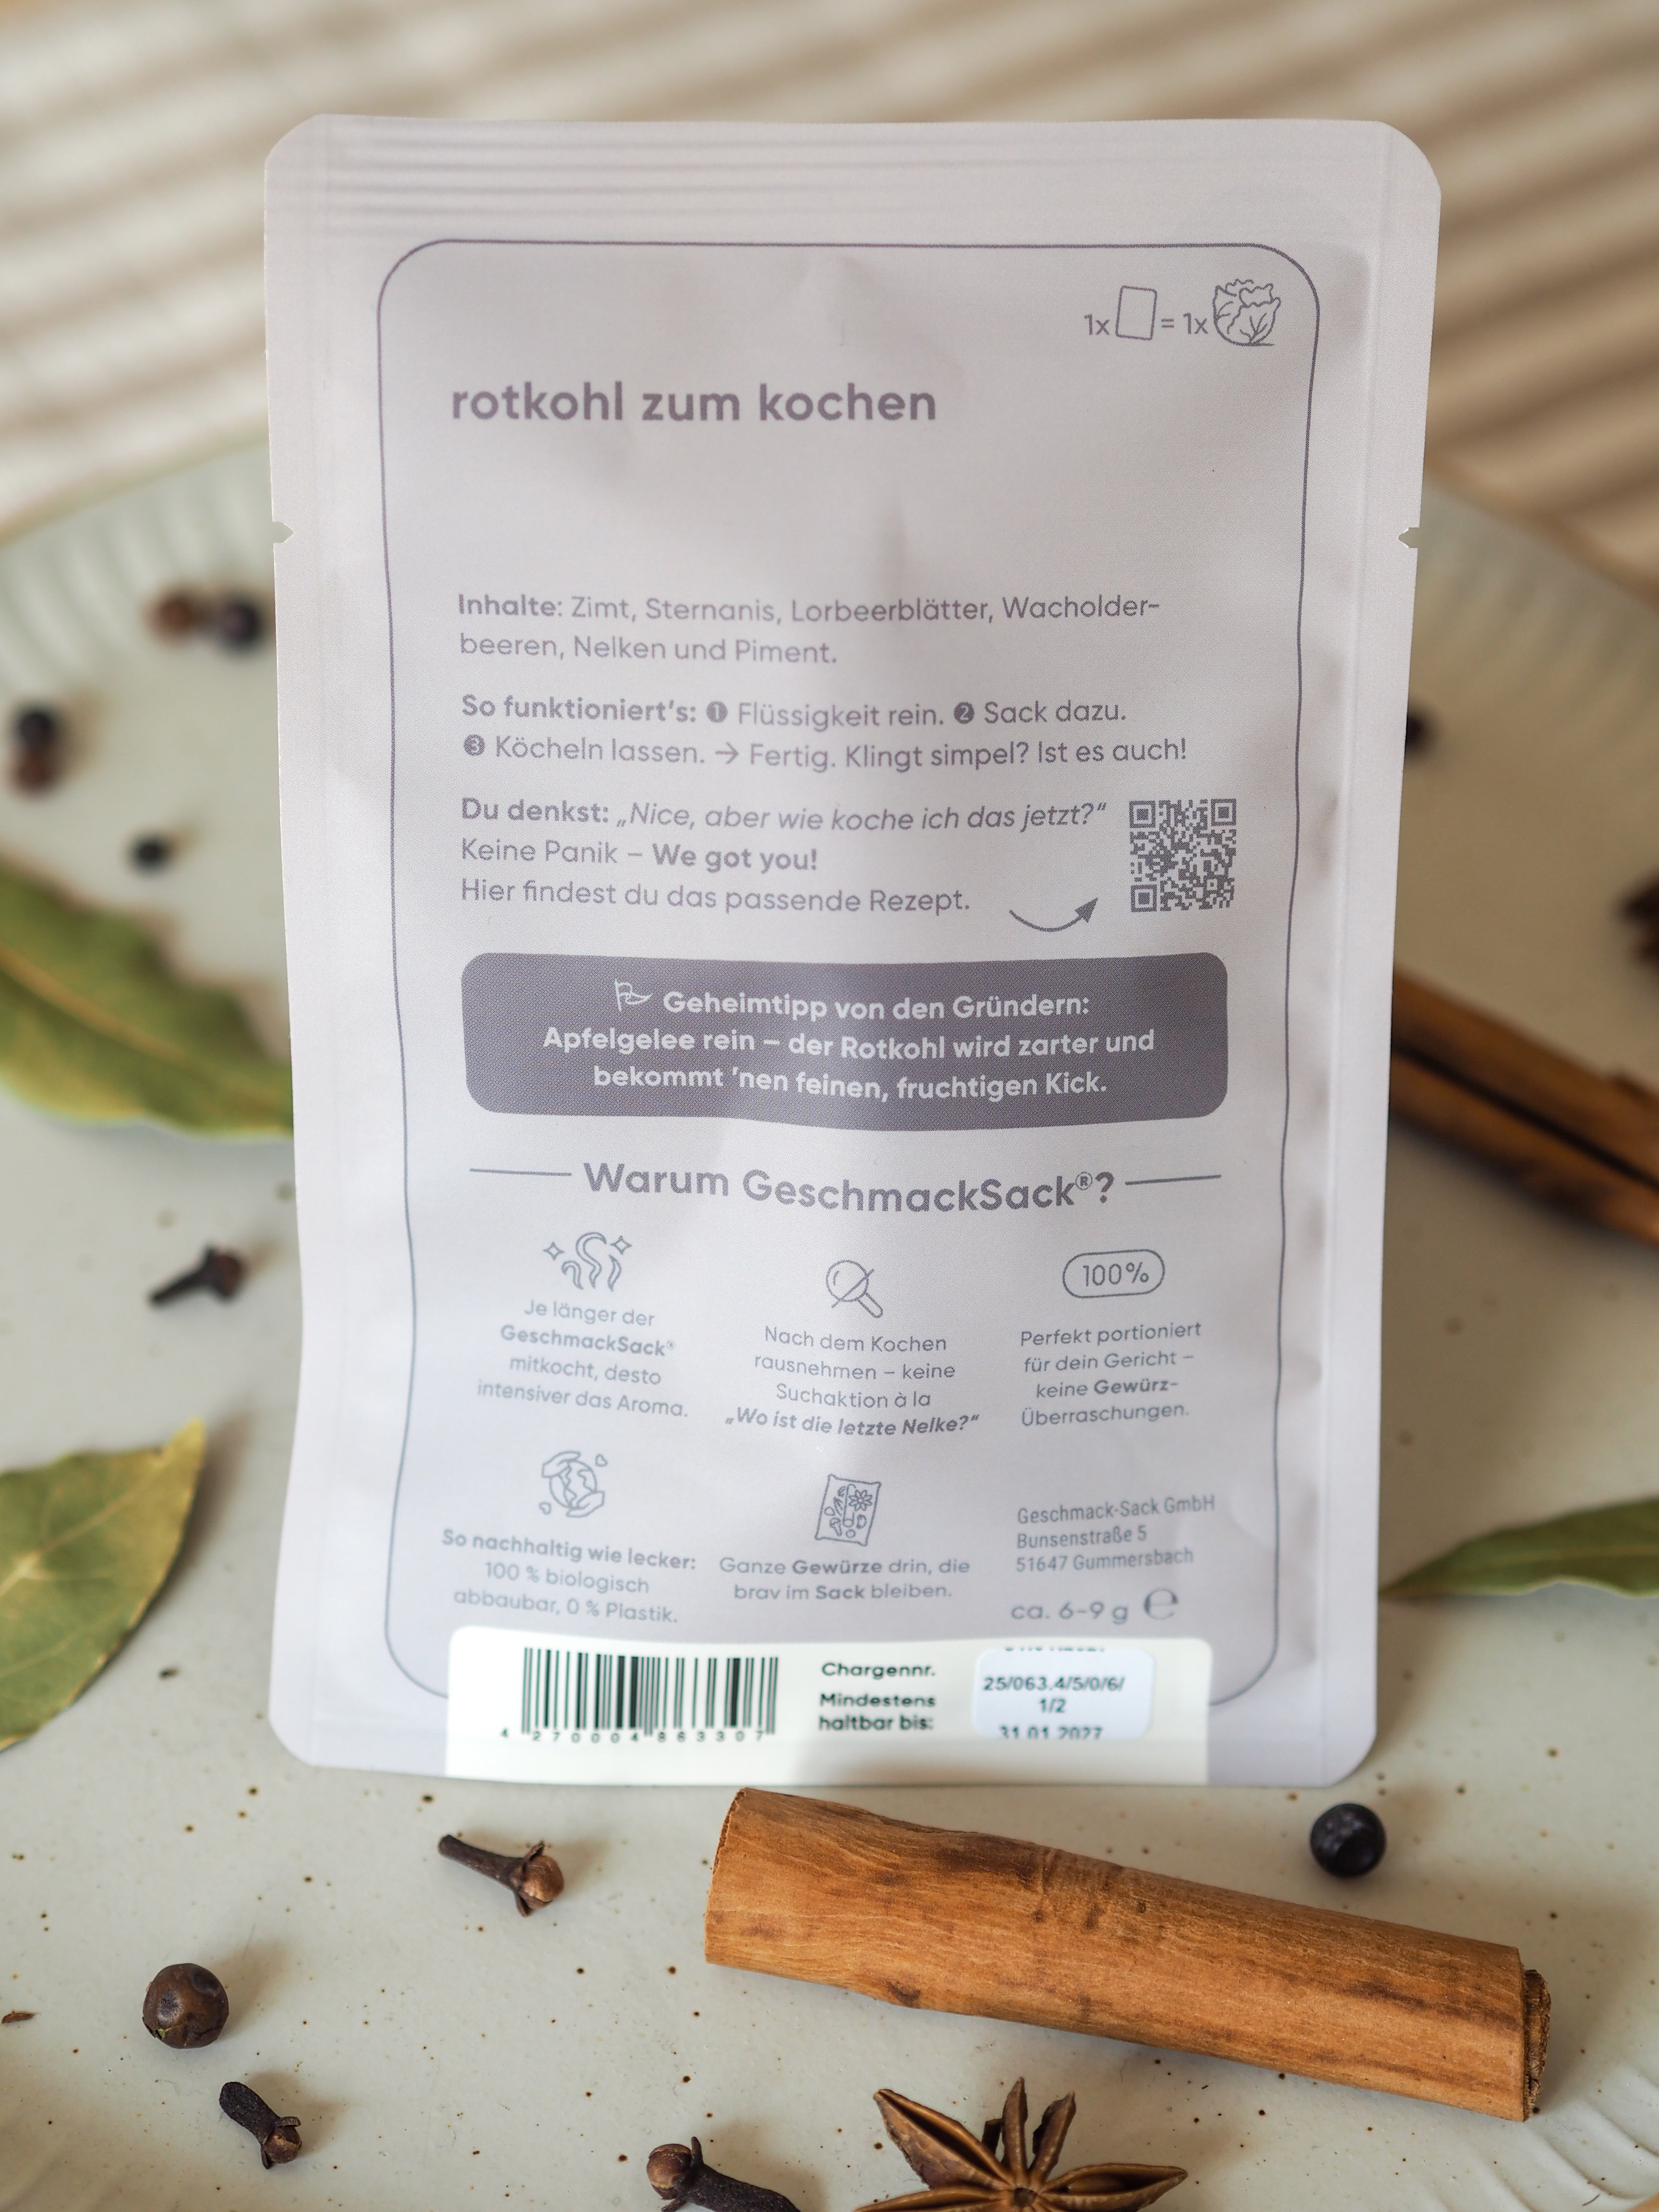 1x = 1x
rotkohl zum kochen
Inhalte: Zimt, Sternanis, Lorbeerblätter, Wacholder-
beeren, Nelken und Piment.
So funktioniert's: ❶ Flüssigkeit rein. ❷ Sack dazu.
❸ Köcheln lassen. → Fertig. Klingt simpel? Ist es auch!
Du denkst: „Nice, aber wie koche ich das jetzt?“
Keine Panik – We got you!
Hier findest du das passende Rezept.
Geheimtipp von den Gründern:
Apfelgelee rein – der Rotkohl wird zarter und
bekommt 'nen feinen, fruchtigen Kick.
Warum GeschmackSack®?
Je länger der
GeschmackSack®
mitkocht, desto
intensiver das Aroma.
Nach dem Kochen
rausnehmen – keine
Suchaktion à la
„Wo ist die letzte Nelke?“
100%
Perfekt portioniert
für dein Gericht –
keine Gewürz-
Überraschungen.
So nachhaltig wie lecker:
100 % biologisch
abbaubar, 0 % Plastik.
Ganze Gewürze drin, die
brav im Sack bleiben.
Geschmack-Sack GmbH
Bunsenstraße 5
51647 Gummersbach
ca. 6-9 g ℮
4 270004 863307
Chargennr.
Mindestens
haltbar bis:
25/063.4/5/0/6/
1/2
31.01.2027